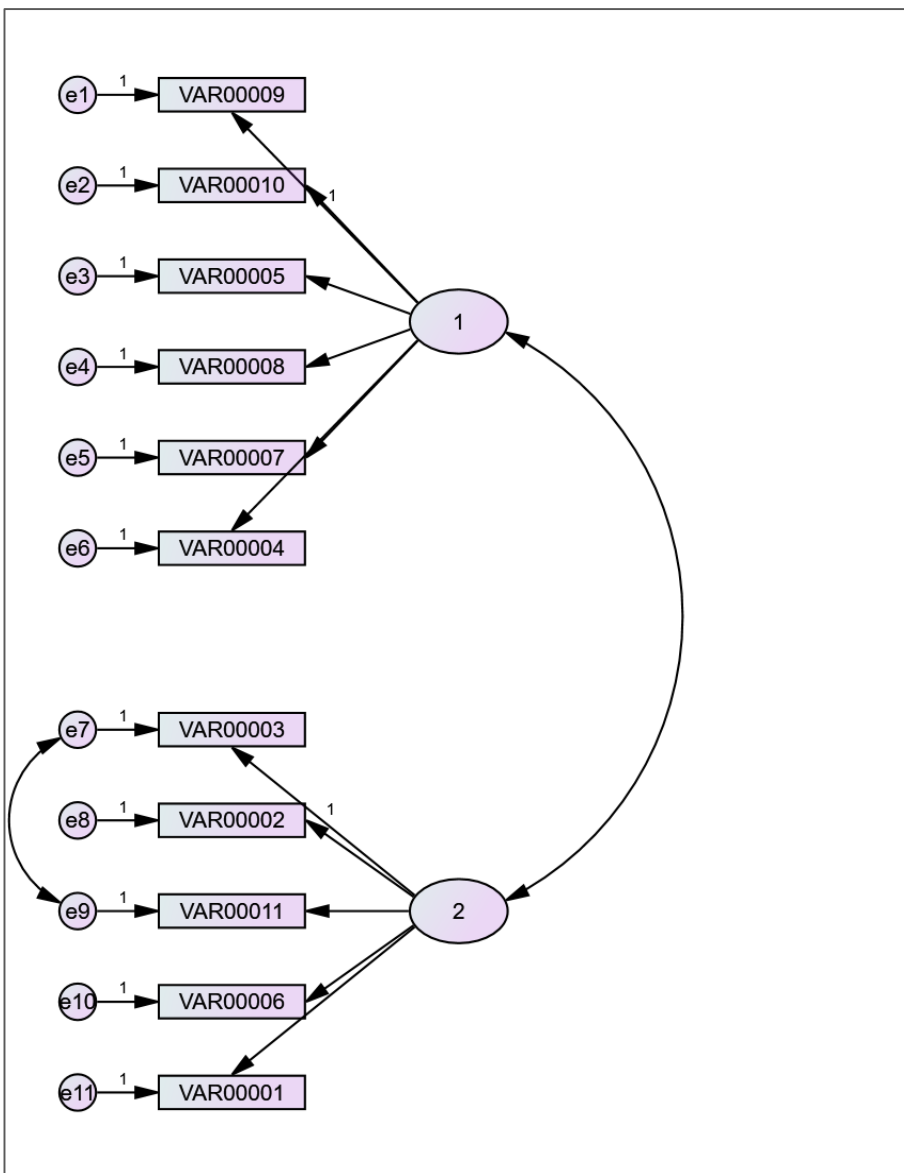 e1 1 VAR00009
e2 1 VAR00010 1
e3 1 VAR00005
1
e4 1 VAR00008
e5 1 VAR00007
e6 1 VAR00004
e7 1 VAR00003
e8 1 VAR00002 1
e9 1 VAR00011 2
e10 1 VAR00006
e11 1 VAR00001